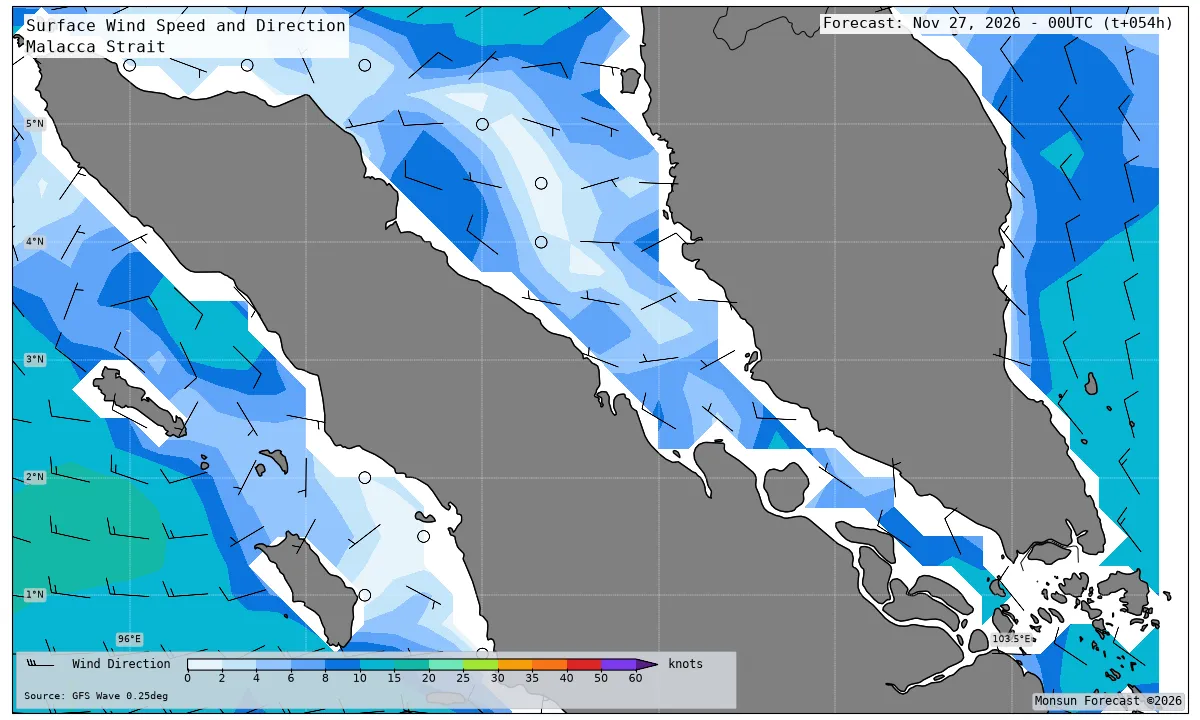 Surface Wind Speed and Direction
Malacca Strait
Forecast: Nov 27, 2026 - 00UTC (t+054h)
5°N
4°N
3°N
2°N
1°N
96°E
103.5°E
Wind Direction
0 2 4 6 8 10 15 20 25 30 35 40 50 60
knots
Source: GFS Wave 0.25deg
Monsun Forecast ©2026